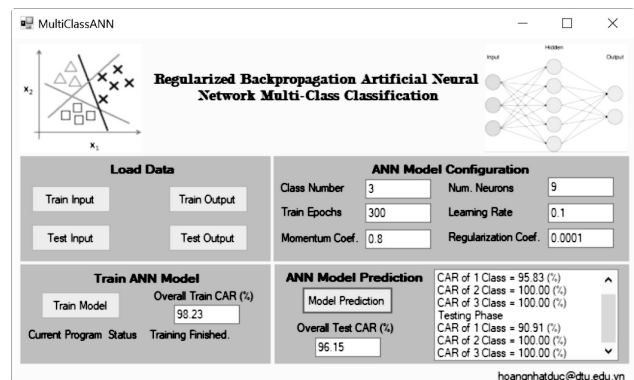 MultiClassANN
Regularized Backpropagation Artificial Neural
Network Multi-Class Classification
x2
x1
Input
Hidden
Output
Load Data
Train Input
Train Output
Test Input
Test Output
ANN Model Configuration
Class Number
3
Num. Neurons
9
Train Epochs
300
Learning Rate
0.1
Momentum Coef.
0.8
Regularization Coef.
0.0001
Train ANN Model
Train Model
Overall Train CAR (%)
98.23
Current Program Status
Training Finished.
ANN Model Prediction
Model Prediction
Overall Test CAR (%)
96.15
CAR of 1 Class = 95.83 (%)
CAR of 2 Class = 100.00 (%)
CAR of 3 Class = 100.00 (%)
Testing Phase
CAR of 1 Class = 90.91 (%)
CAR of 2 Class = 100.00 (%)
CAR of 3 Class = 100.00 (%)
hoangnhatduc@dtu.edu.vn